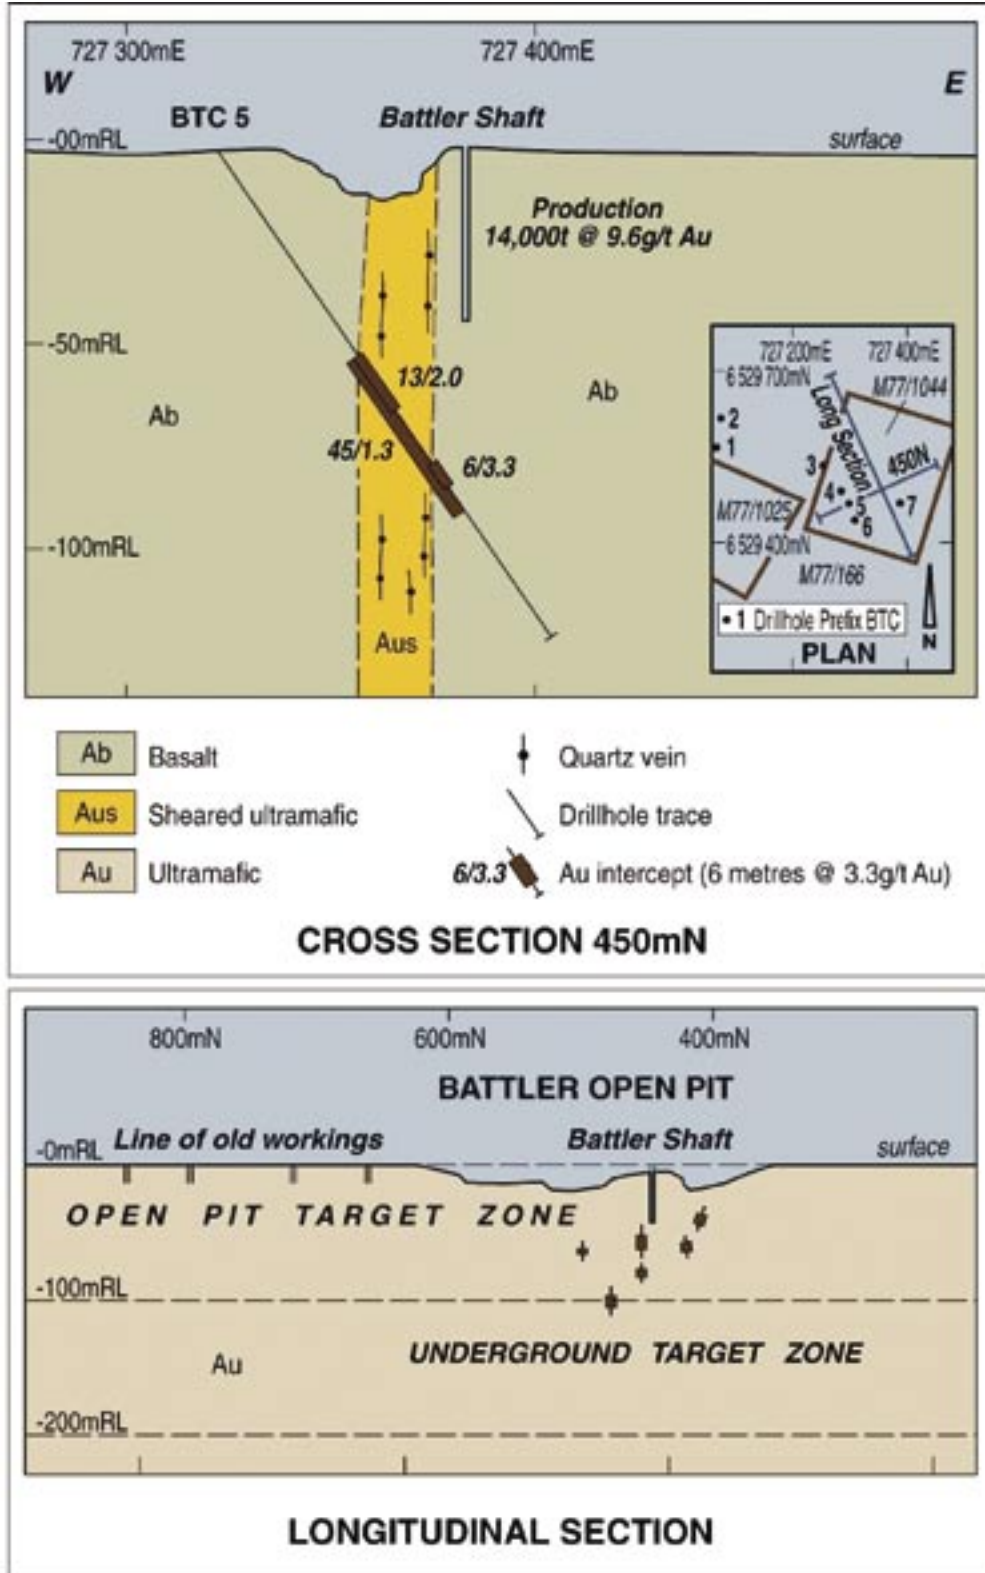 727 300mE
727 400mE
W
E
BTC 5
Battler Shaft
-00mRL
surface
Production
14,000t @ 9.6g/t Au
-50mRL
13/2.0
Ab
Ab
45/1.3
6/3.3
-100mRL
Aus
727 200mE
727 400mE
6 529 700mN
M77/1044
Long Section
2
1
3
450N
4
5
7
6
M77/1025
6 529 400mN
M77/166
1 Drillhole Prefix BTC
N
PLAN
Ab
Basalt
Quartz vein
Aus
Sheared ultramafic
Drillhole trace
Au
Ultramafic
6/3.3
Au intercept (6 metres @ 3.3g/t Au)
CROSS SECTION 450mN
800mN
600mN
400mN
BATTLER OPEN PIT
-0mRL
Line of old workings
Battler Shaft
surface
OPEN PIT TARGET ZONE
-100mRL
UNDERGROUND TARGET ZONE
Au
-200mRL
LONGITUDINAL SECTION